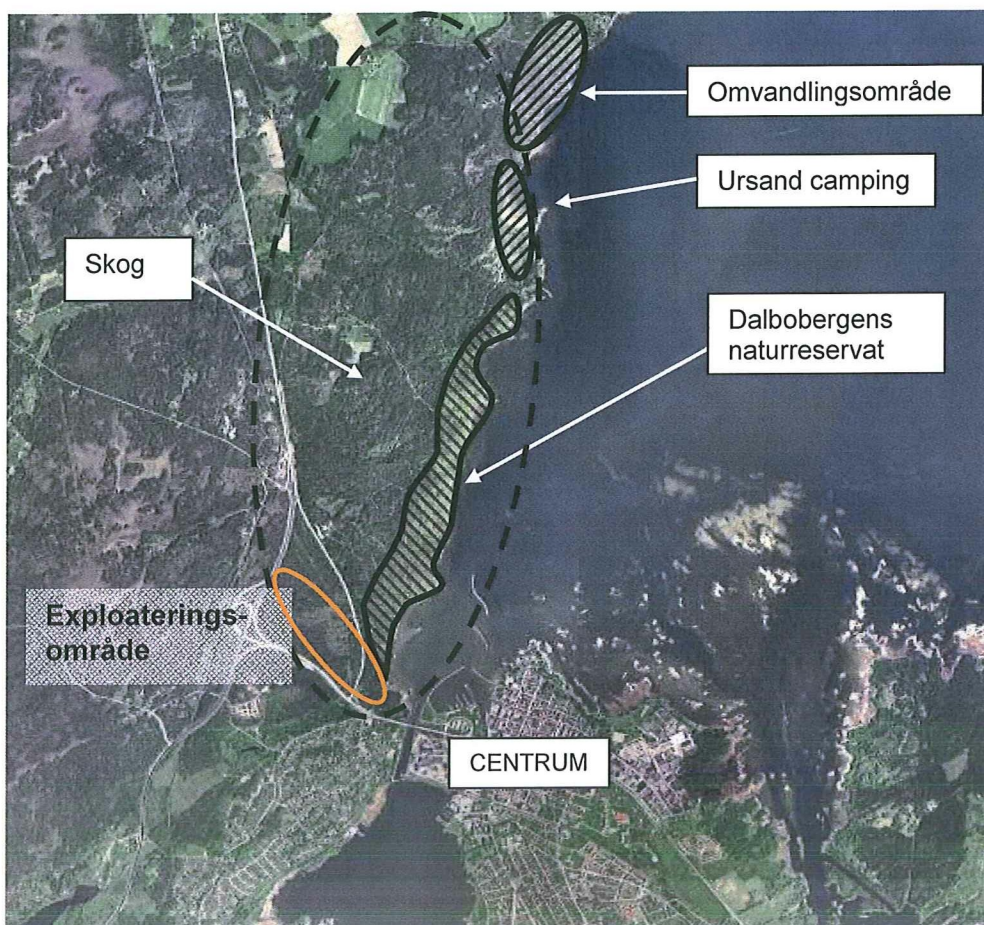 Omvandlingsområde
Ursand camping
Skog
Dalbobergens
naturreservat
Exploaterings-
område
CENTRUM